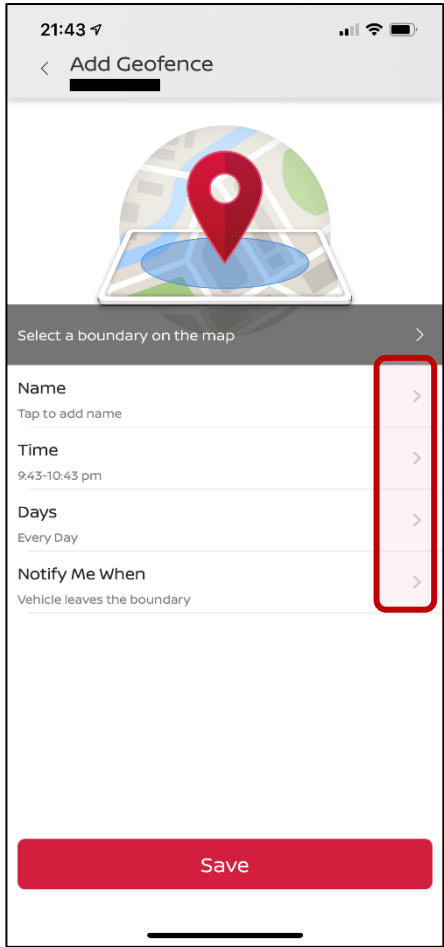 21:43
Add Geofence
Select a boundary on the map
Name
Tap to add name
Time
9:43-10:43 pm
Days
Every Day
Notify Me When
Vehicle leaves the boundary
Save